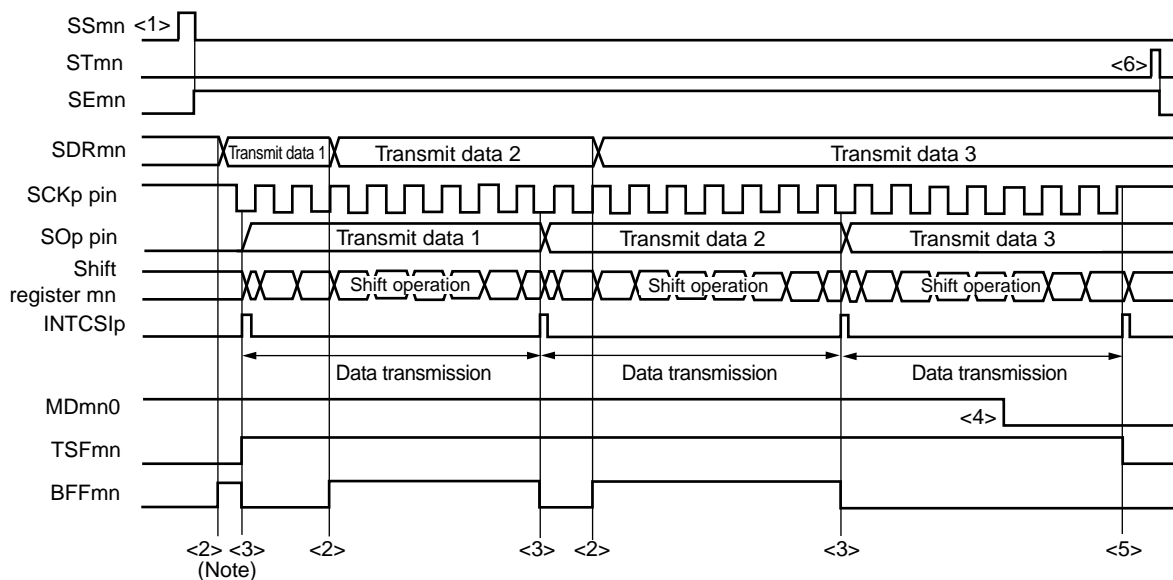 SSmn <1>
STmn <6>
SEmn
SDRmn Transmit data 1 Transmit data 2 Transmit data 3
SCKp pin
SOp pin Transmit data 1 Transmit data 2 Transmit data 3
Shift
register mn Shift operation Shift operation Shift operation
INTCSIp
Data transmission Data transmission Data transmission
MDmn0 <4>
TSFmn
BFFmn
<2> <3> <2> <3> <2> <3> <5>
(Note)